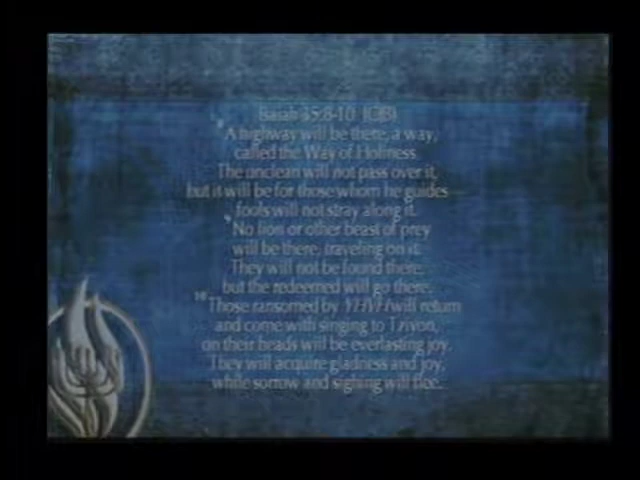 Isaiah 35:8-10 (CJB)
8 A highway will be there, a way,
called the Way of Holiness.
The unclean will not pass over it,
but it will be for those whom he guides —
fools will not stray along it.
9 No lion or other beast of prey
will be there, traveling on it.
They will not be found there,
but the redeemed will go there.
10 Those ransomed by YHVH will return
and come with singing to Tziyon,
on their heads will be everlasting joy.
They will acquire gladness and joy,
while sorrow and sighing will flee.